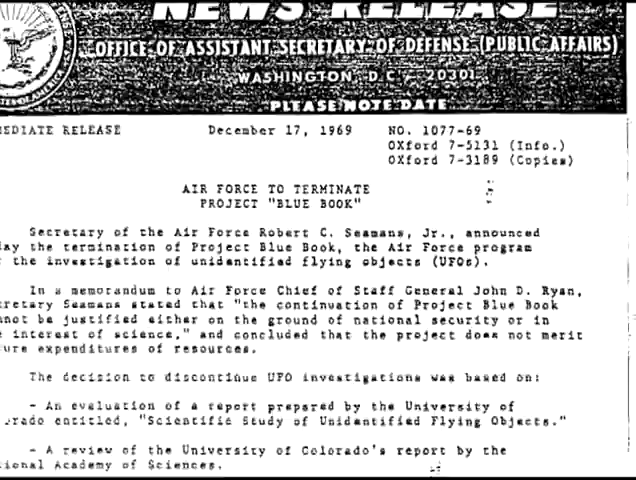 NEWS RELEASE
OFFICE OF ASSISTANT SECRETARY OF DEFENSE (PUBLIC AFFAIRS)
WASHINGTON, D.C. - 20301
PLEASE NOTE DATE
EDIATE RELEASE December 17, 1969 NO. 1077-69
OXford 7-5131 (Info.)
OXford 7-3189 (Copies)
AIR FORCE TO TERMINATE
PROJECT "BLUE BOOK"
Secretary of the Air Force Robert C. Seamans, Jr., announced
ay the termination of Project Blue Book, the Air Force program
the investigation of unidentified flying objects (UFOs).
In a memorandum to Air Force Chief of Staff General John D. Ryan,
retary Seamans stated that "the continuation of Project Blue Book
not be justified either on the ground of national security or in
interest of science," and concluded that the project does not merit
ure expenditures of resources.
The decision to discontinue UFO investigations was based on:
- An evaluation of a report prepared by the University of
rado entitled, "Scientific Study of Unidentified Flying Objects."
- A review of the University of Colorado's report by the
ional Academy of Sciences.